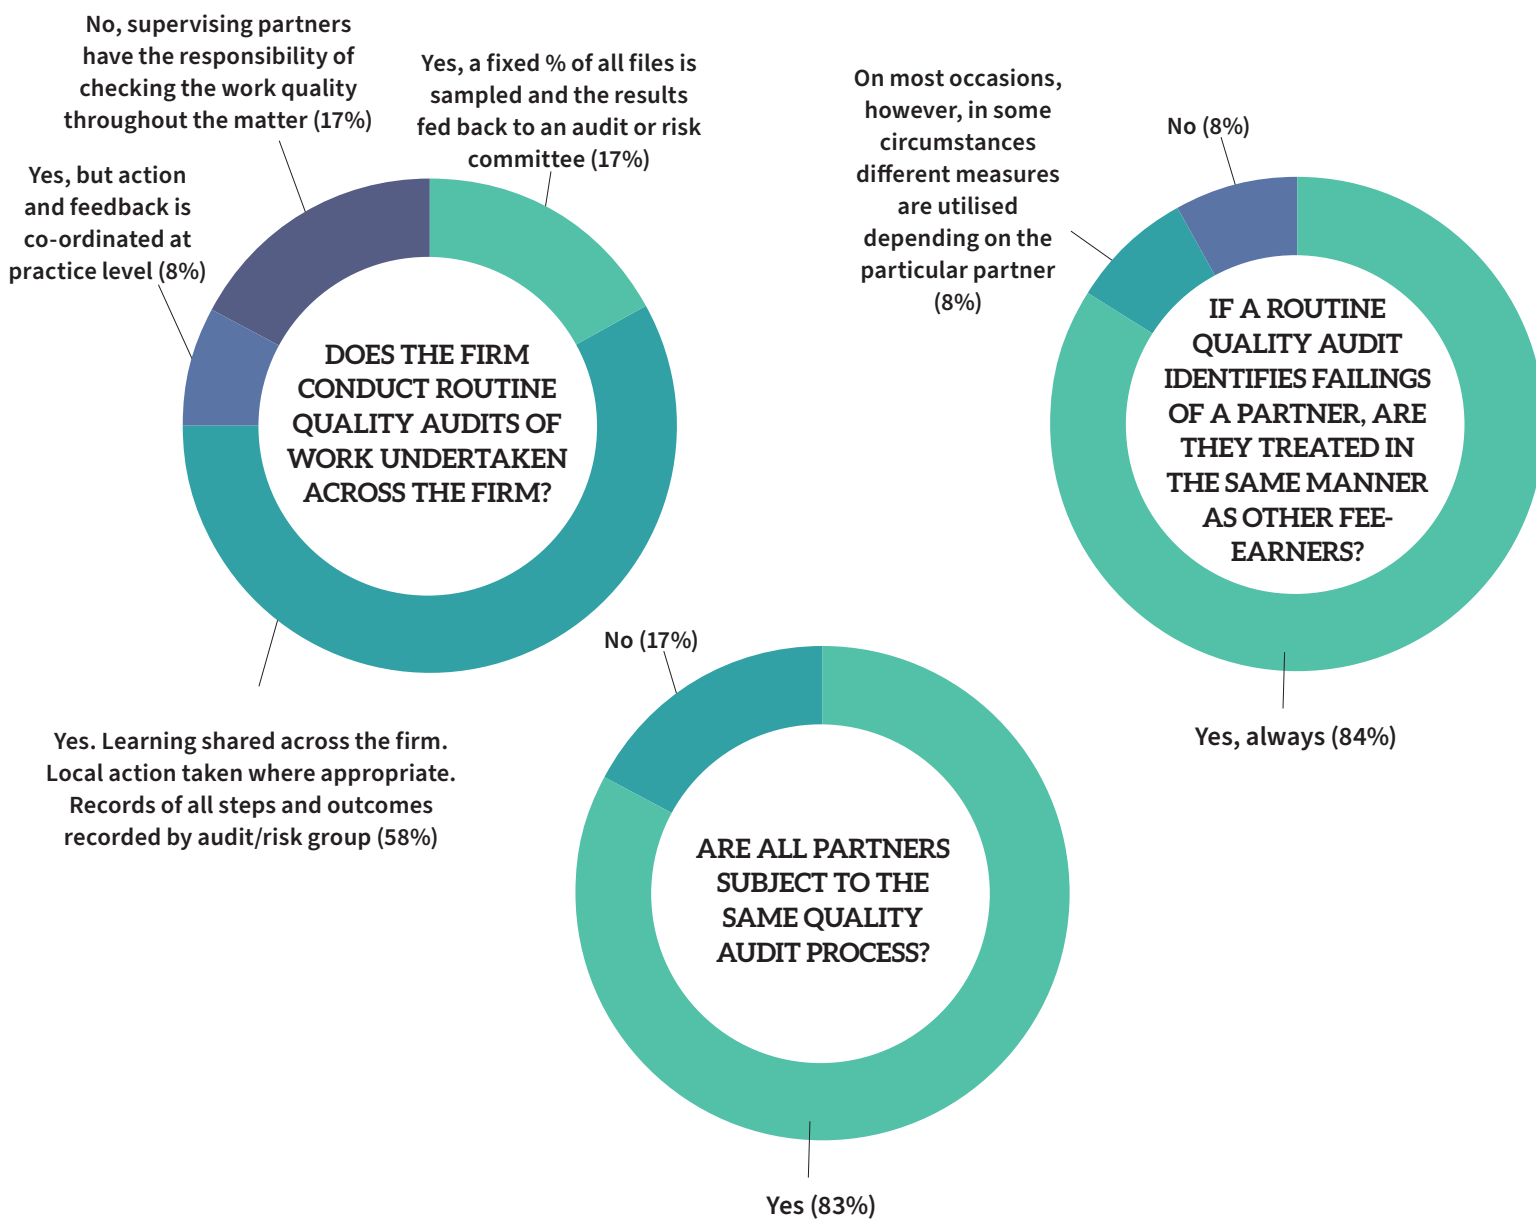 No, supervising partners
have the responsibility of
checking the work quality
throughout the matter (17%)
Yes, a fixed % of all files is
sampled and the results
fed back to an audit or risk
committee (17%)
Yes, but action
and feedback is
co-ordinated at
practice level (8%)
DOES THE FIRM
CONDUCT ROUTINE
QUALITY AUDITS OF
WORK UNDERTAKEN
ACROSS THE FIRM?
Yes. Learning shared across the firm.
Local action taken where appropriate.
Records of all steps and outcomes
recorded by audit/risk group (58%)
On most occasions,
however, in some
circumstances
different measures
are utilised
depending on the
particular partner
(8%)
No (8%)
IF A ROUTINE
QUALITY AUDIT
IDENTIFIES FAILINGS
OF A PARTNER, ARE
THEY TREATED IN
THE SAME MANNER
AS OTHER FEE-
EARNERS?
Yes, always (84%)
No (17%)
ARE ALL PARTNERS
SUBJECT TO THE
SAME QUALITY
AUDIT PROCESS?
Yes (83%)